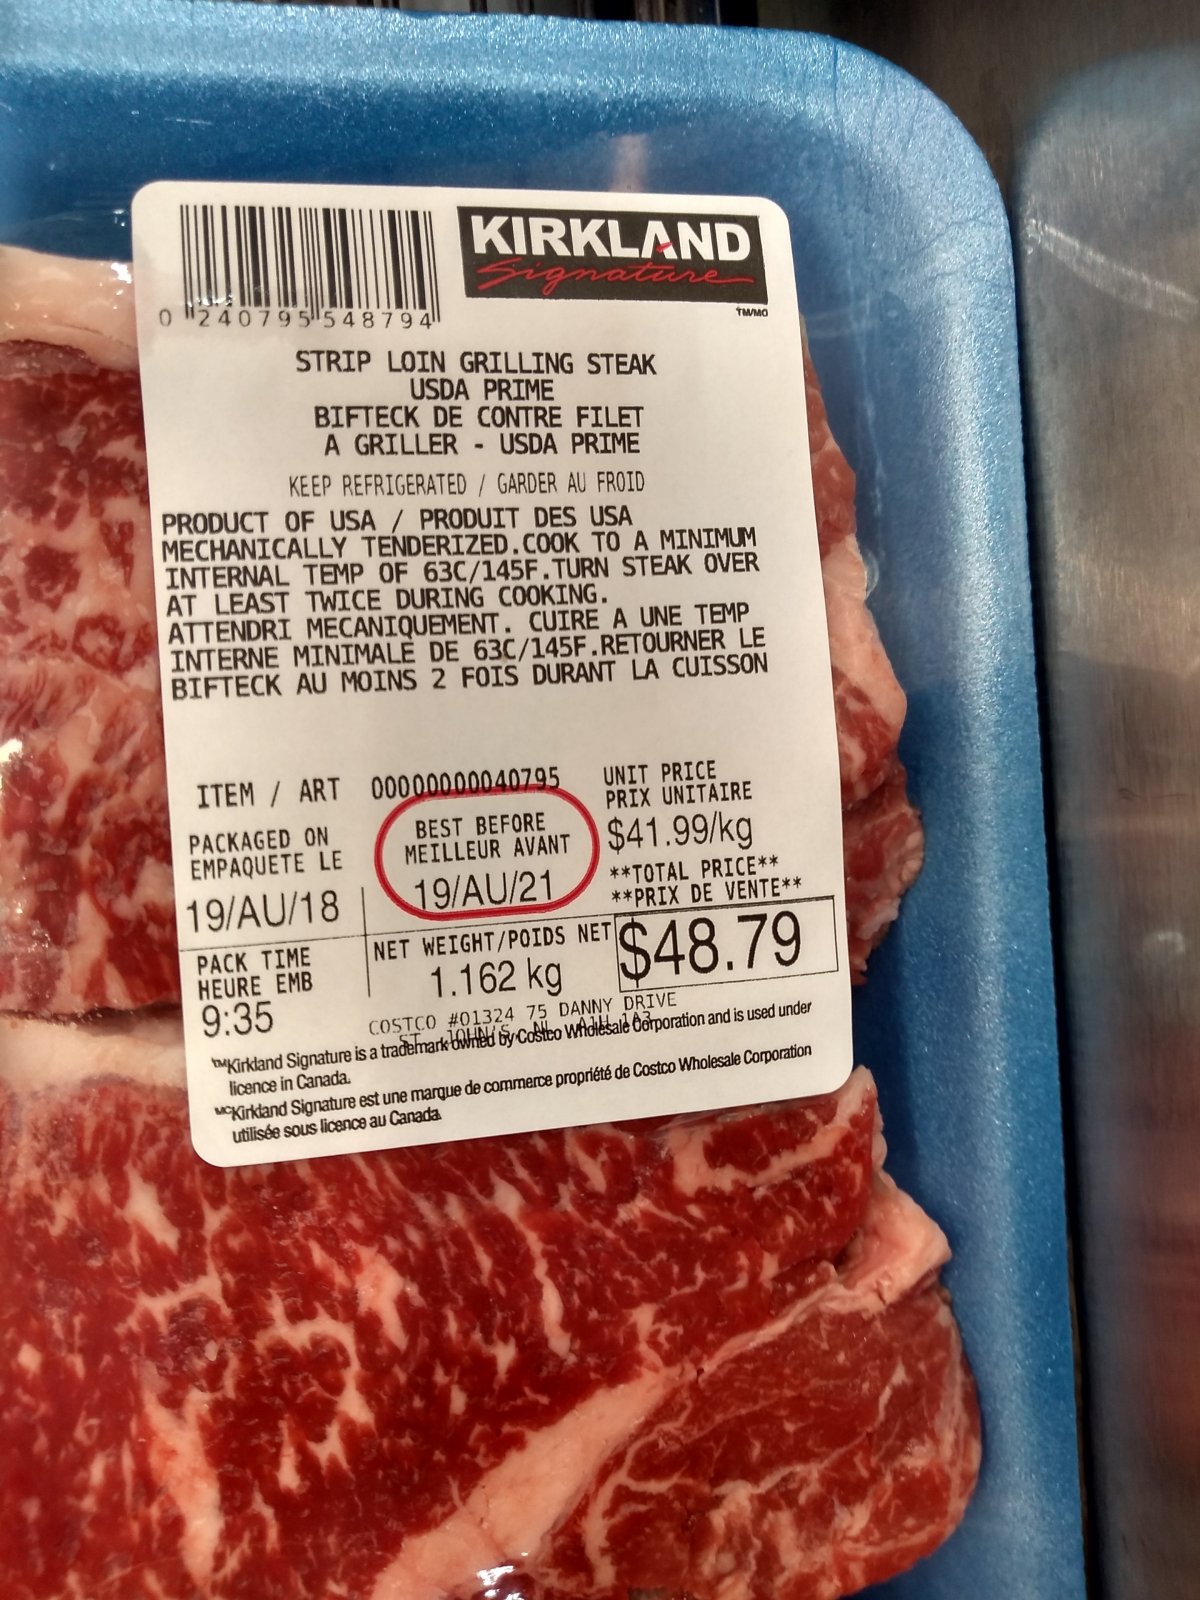 KIRKLAND
Signature
TM/MO
0 240795 548794
STRIP LOIN GRILLING STEAK
USDA PRIME
BIFTECK DE CONTRE FILET
A GRILLER - USDA PRIME
KEEP REFRIGERATED / GARDER AU FROID
PRODUCT OF USA / PRODUIT DES USA
MECHANICALLY TENDERIZED.COOK TO A MINIMUM
INTERNAL TEMP OF 63C/145F.TURN STEAK OVER
AT LEAST TWICE DURING COOKING.
ATTENDRI MECANIQUEMENT. CUIRE A UNE TEMP
INTERNE MINIMALE DE 63C/145F.RETOURNER LE
BIFTECK AU MOINS 2 FOIS DURANT LA CUISSON
ITEM / ART 00000000040795
PACKAGED ON
EMPAQUETE LE
19/AU/18
BEST BEFORE
MEILLEUR AVANT
19/AU/21
UNIT PRICE
PRIX UNITAIRE
$41.99/kg
**TOTAL PRICE**
**PRIX DE VENTE**
$48.79
PACK TIME
HEURE EMB
9:35
NET WEIGHT/POIDS NET
1.162 kg
COSTCO #01324 75 DANNY DRIVE
ST. JOHN'S, NL A1H 1A3
™Kirkland Signature is a trademark owned by Costco Wholesale Corporation and is used under
licence in Canada.
MCKirkland Signature est une marque de commerce propriété de Costco Wholesale Corporation
utilisée sous licence au Canada.